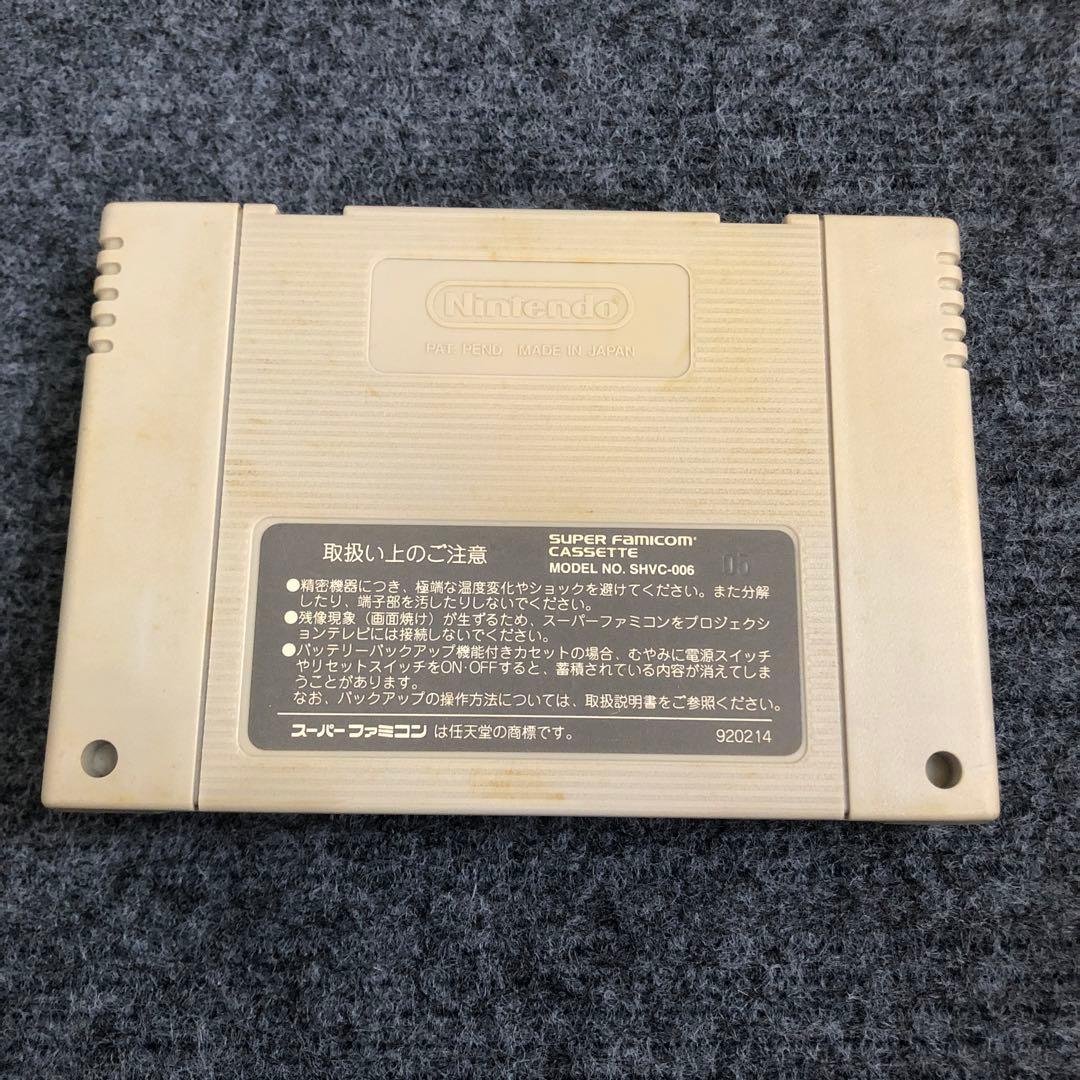 Nintendo®
PAT. PEND MADE IN JAPAN
取扱い上のご注意
SUPER FAMICOM
CASSETTE
MODEL NO. SHVC-006
05
●精密機器につき、極端な温度変化やショックを避けてください。また分解
したり、端子部を汚したりしないでください。
●残像現象（画面焼け）が生ずるため、スーパーファミコンをプロジェクシ
ョンテレビには接続しないでください。
●バッテリーバックアップ機能付きカセットの場合、むやみに電源スイッチ
やリセットスイッチをON·OFFすると、蓄積されている内容が消えてしま
うことがあります。
なお、バックアップの操作方法については、取扱説明書をご参照ください。
スーパーファミコン は任天堂の商標です。
920214